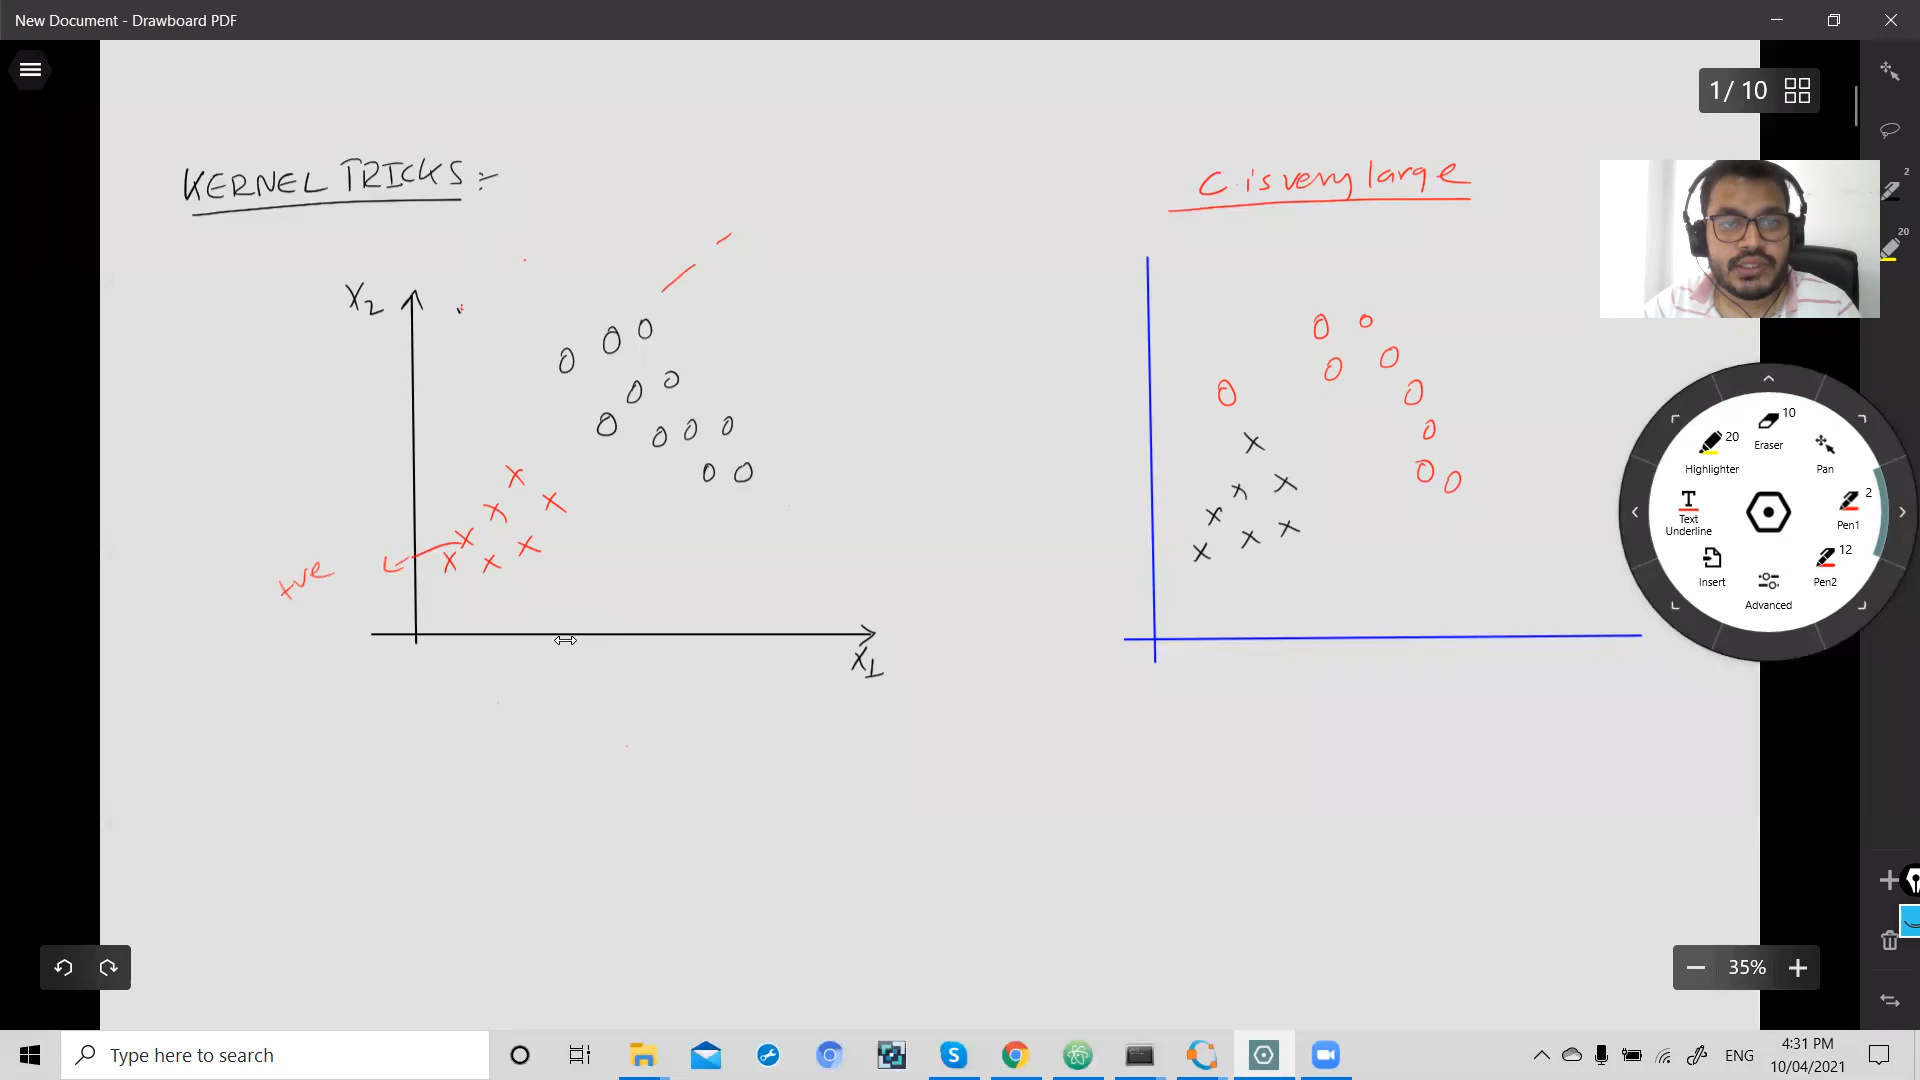 New Document - Drawboard PDF
1 / 10
KERNEL TRICKS :-
C is very large
2
20
X2
+ve
X1
10
Eraser
20
Highlighter
Pan
Text Underline
2
Pen1
Insert
12
Pen2
Advanced
35%
Type here to search
ENG
4:31 PM
10/04/2021